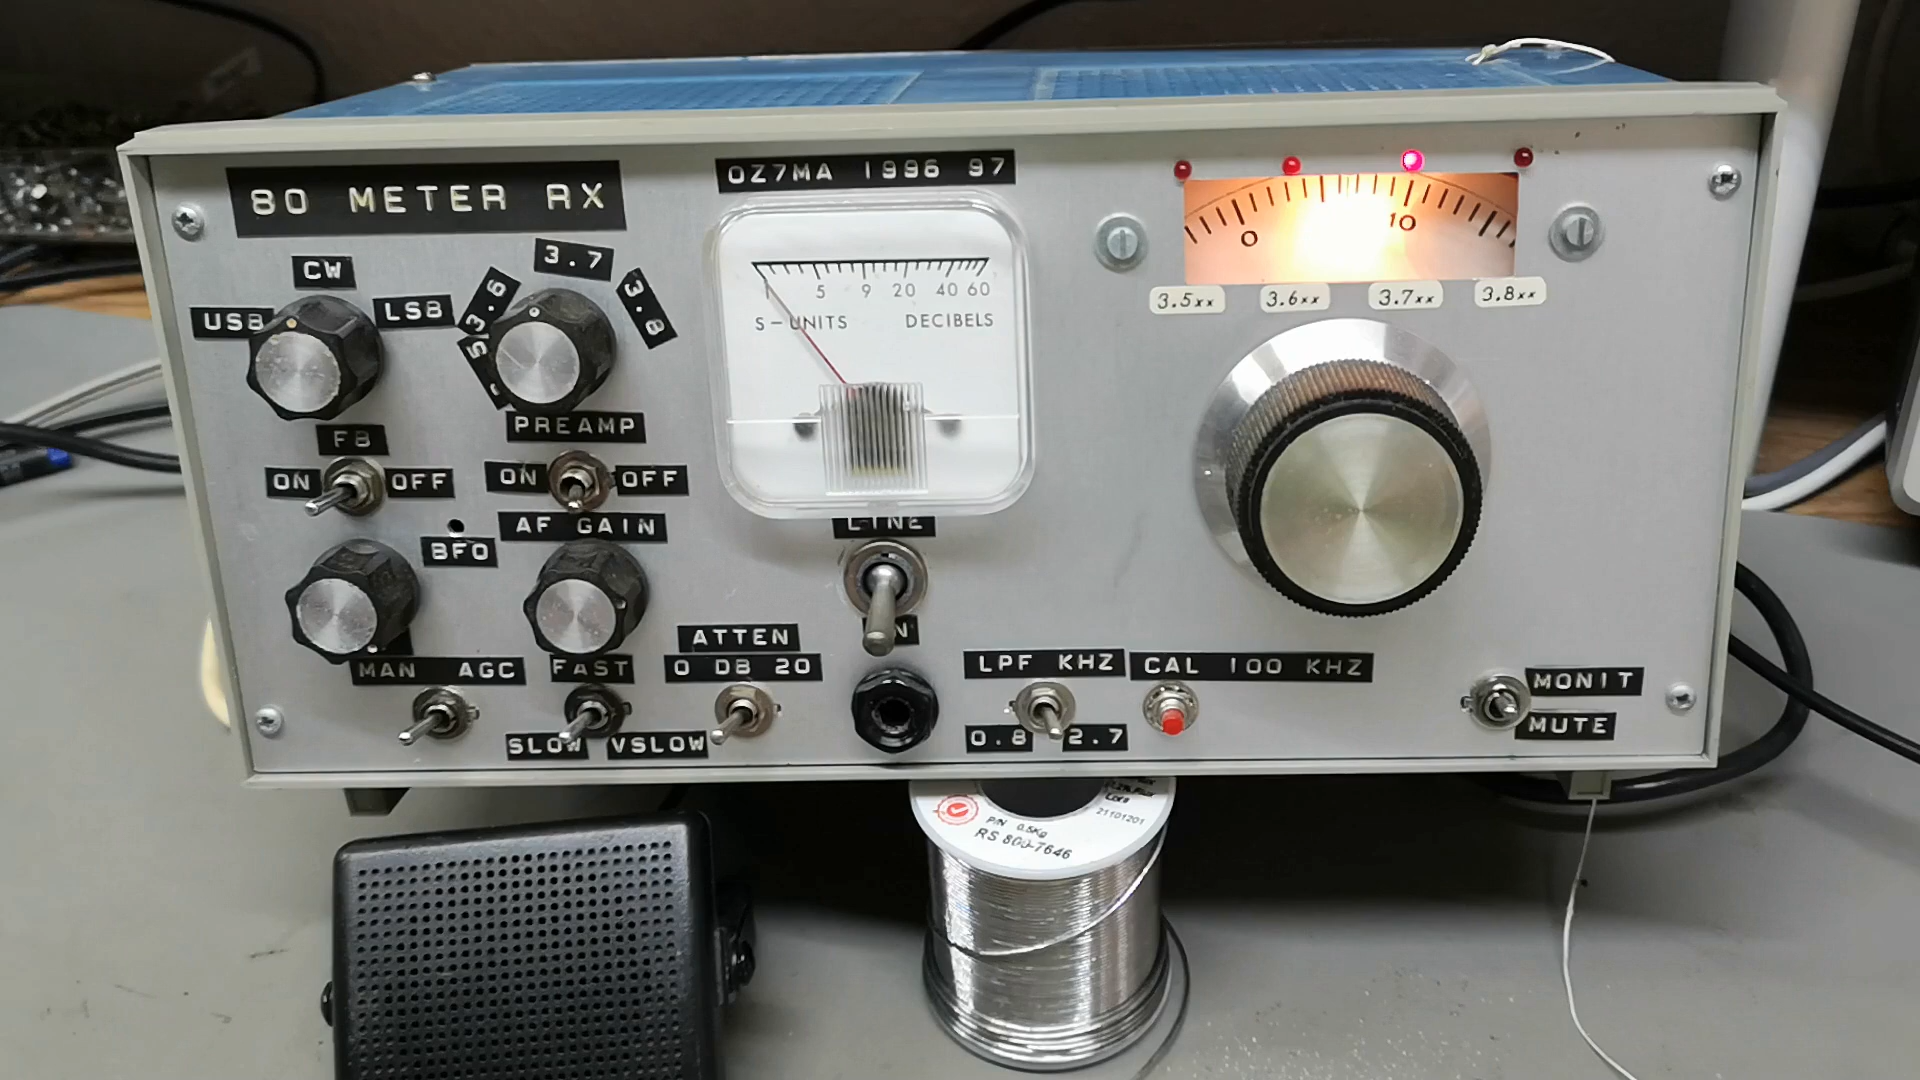 80 METER RX
OZ7MA 1996 97
CW
USB
LSB
3.6
3.7
3.8
FB
ON
OFF
PREAMP
ON
OFF
BFO
AF GAIN
MAN AGC
FAST
SLOW
VSLOW
ATTEN
0 DB 20
1 5 9 20 40 60
S-UNITS DECIBELS
LINE
LPF KHZ
0.8
2.7
CAL 100 KHZ
0 10
3.5xx
3.6xx
3.7xx
3.8xx
MONIT
MUTE
P/N 0.5Kg
RS 800-7646
21101201